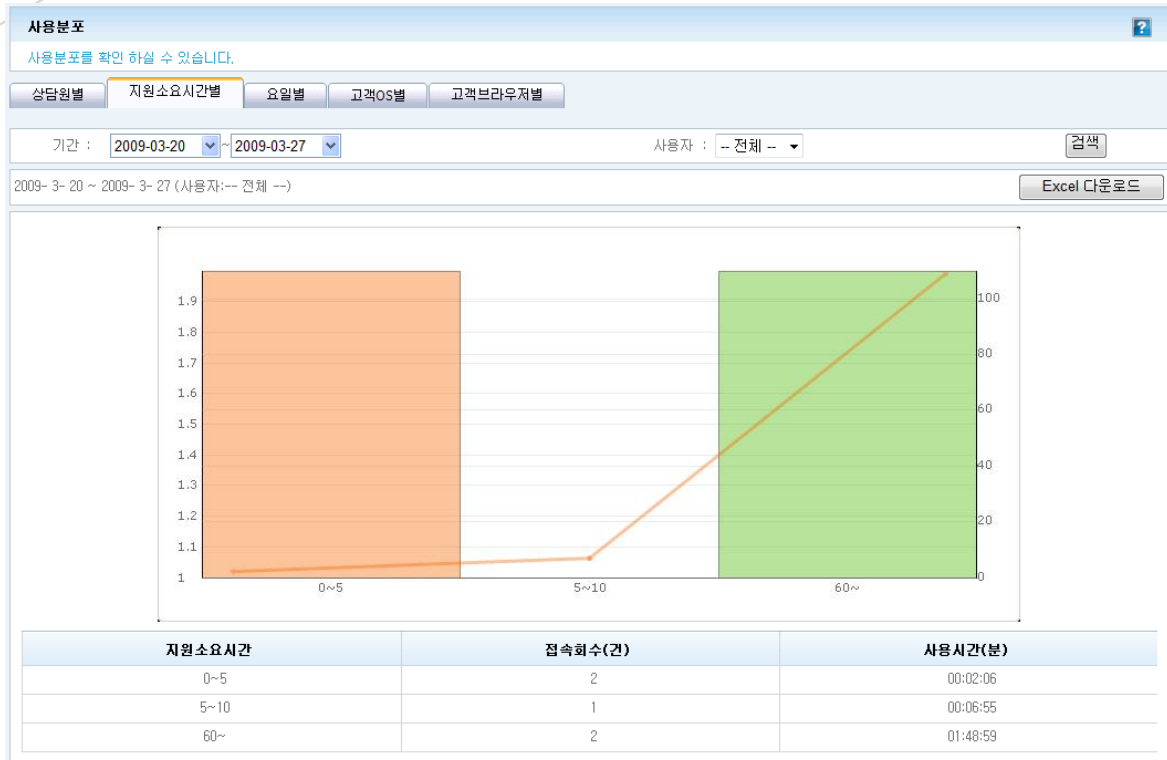 사용분포
?
사용분포를 확인 하실 수 있습니다.
상담원별 지원소요시간별 요일별 고객OS별 고객브라우저별
기간 : 2009-03-20 ~ 2009-03-27 사용자 : -- 전체 -- 검색
2009- 3- 20 ~ 2009- 3- 27 (사용자:-- 전체 --) Excel 다운로드
1.9 100
1.8
1.7 80
1.6
1.5 60
1.4 40
1.3
1.2 20
1.1
1 0
0~5 5~10 60~
지원소요시간 접속회수(건) 사용시간(분)
0~5 2 00:02:06
5~10 1 00:06:55
60~ 2 01:48:59